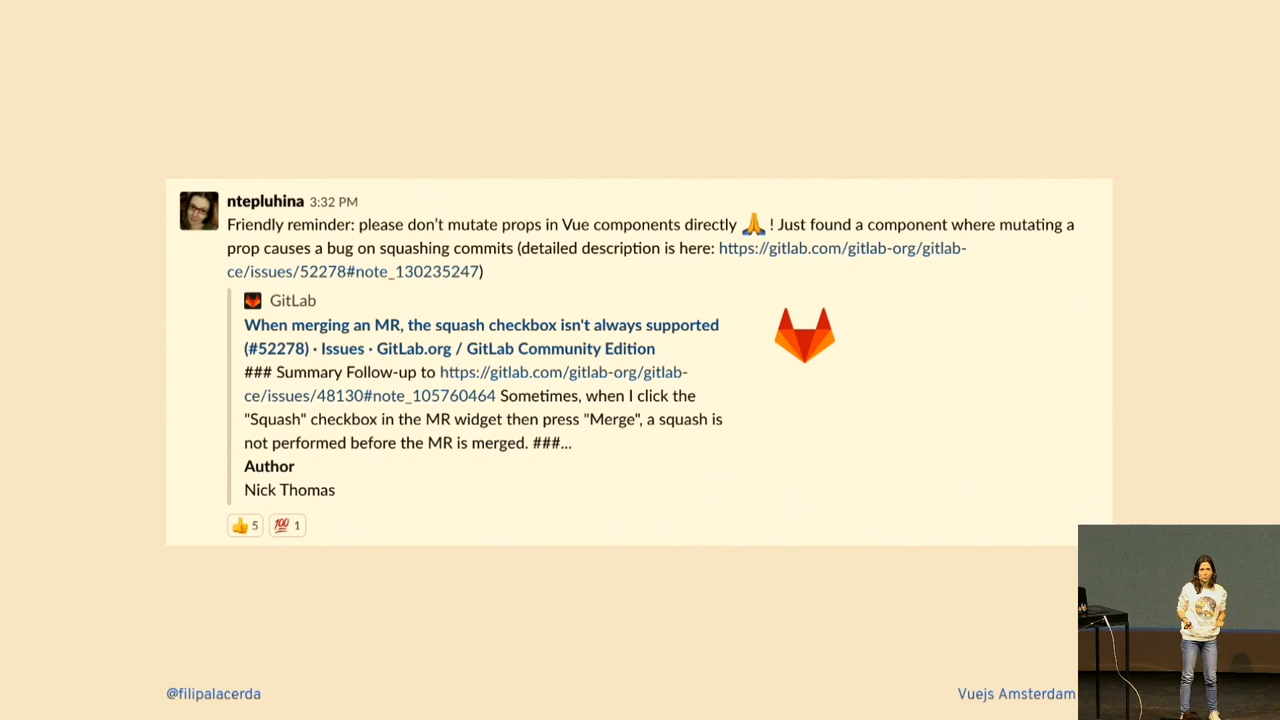 ntepluhina 3:32 PM
Friendly reminder: please don't mutate props in Vue components directly 🙏 ! Just found a component where mutating a
prop causes a bug on squashing commits (detailed description is here: https://gitlab.com/gitlab-org/gitlab-
ce/issues/52278#note_130235247)
GitLab
When merging an MR, the squash checkbox isn't always supported
(#52278) · Issues · GitLab.org / GitLab Community Edition
### Summary Follow-up to https://gitlab.com/gitlab-org/gitlab-
ce/issues/48130#note_105760464 Sometimes, when I click the
"Squash" checkbox in the MR widget then press "Merge", a squash is
not performed before the MR is merged. ###...
Author
Nick Thomas
👍 5 💯 1
@filipalacerda
Vuejs Amsterdam